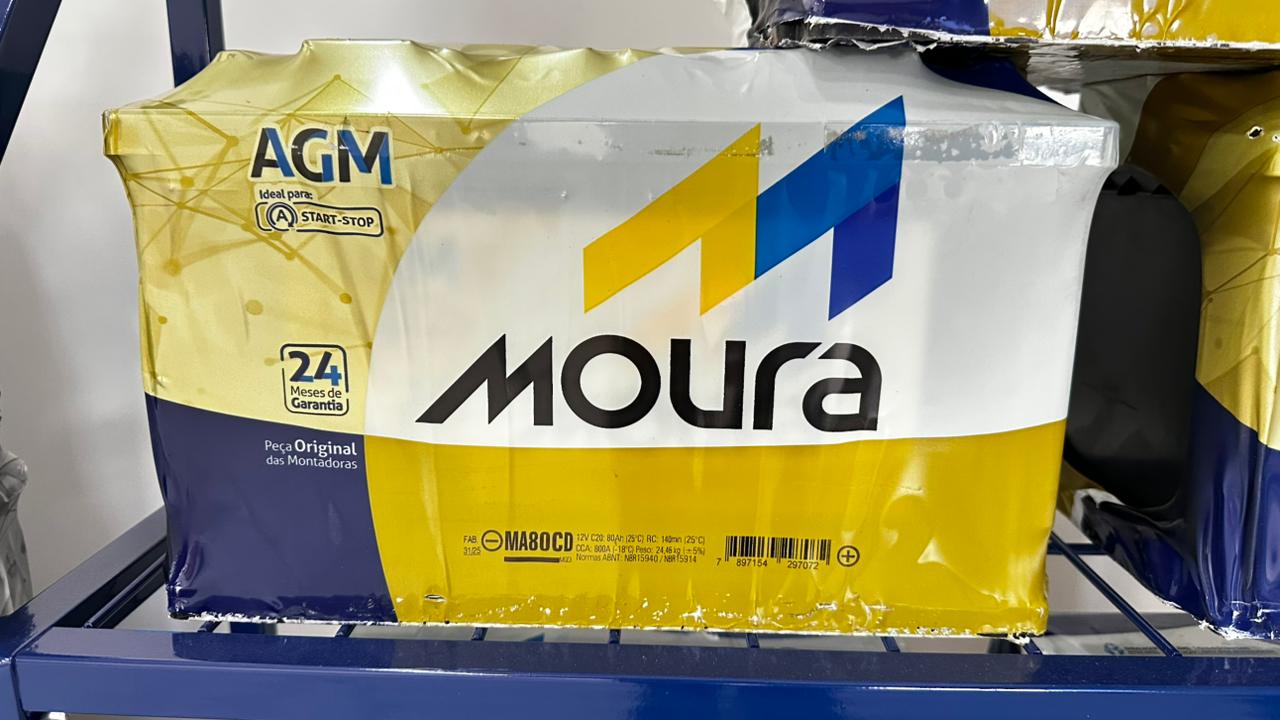 AGM
Ideal para:
A START-STOP
24
Meses de
Garantia
Peça Original
das Montadoras
moura
FAB.
31/25
MA80CD
12V C20: 80Ah (25°C) RC: 140min (25°C)
CCA: 800A (-18°C) Peso: 24,46 kg (±5%)
Normas ABNT: NBR15940 / NBR15914
7 897154 297072